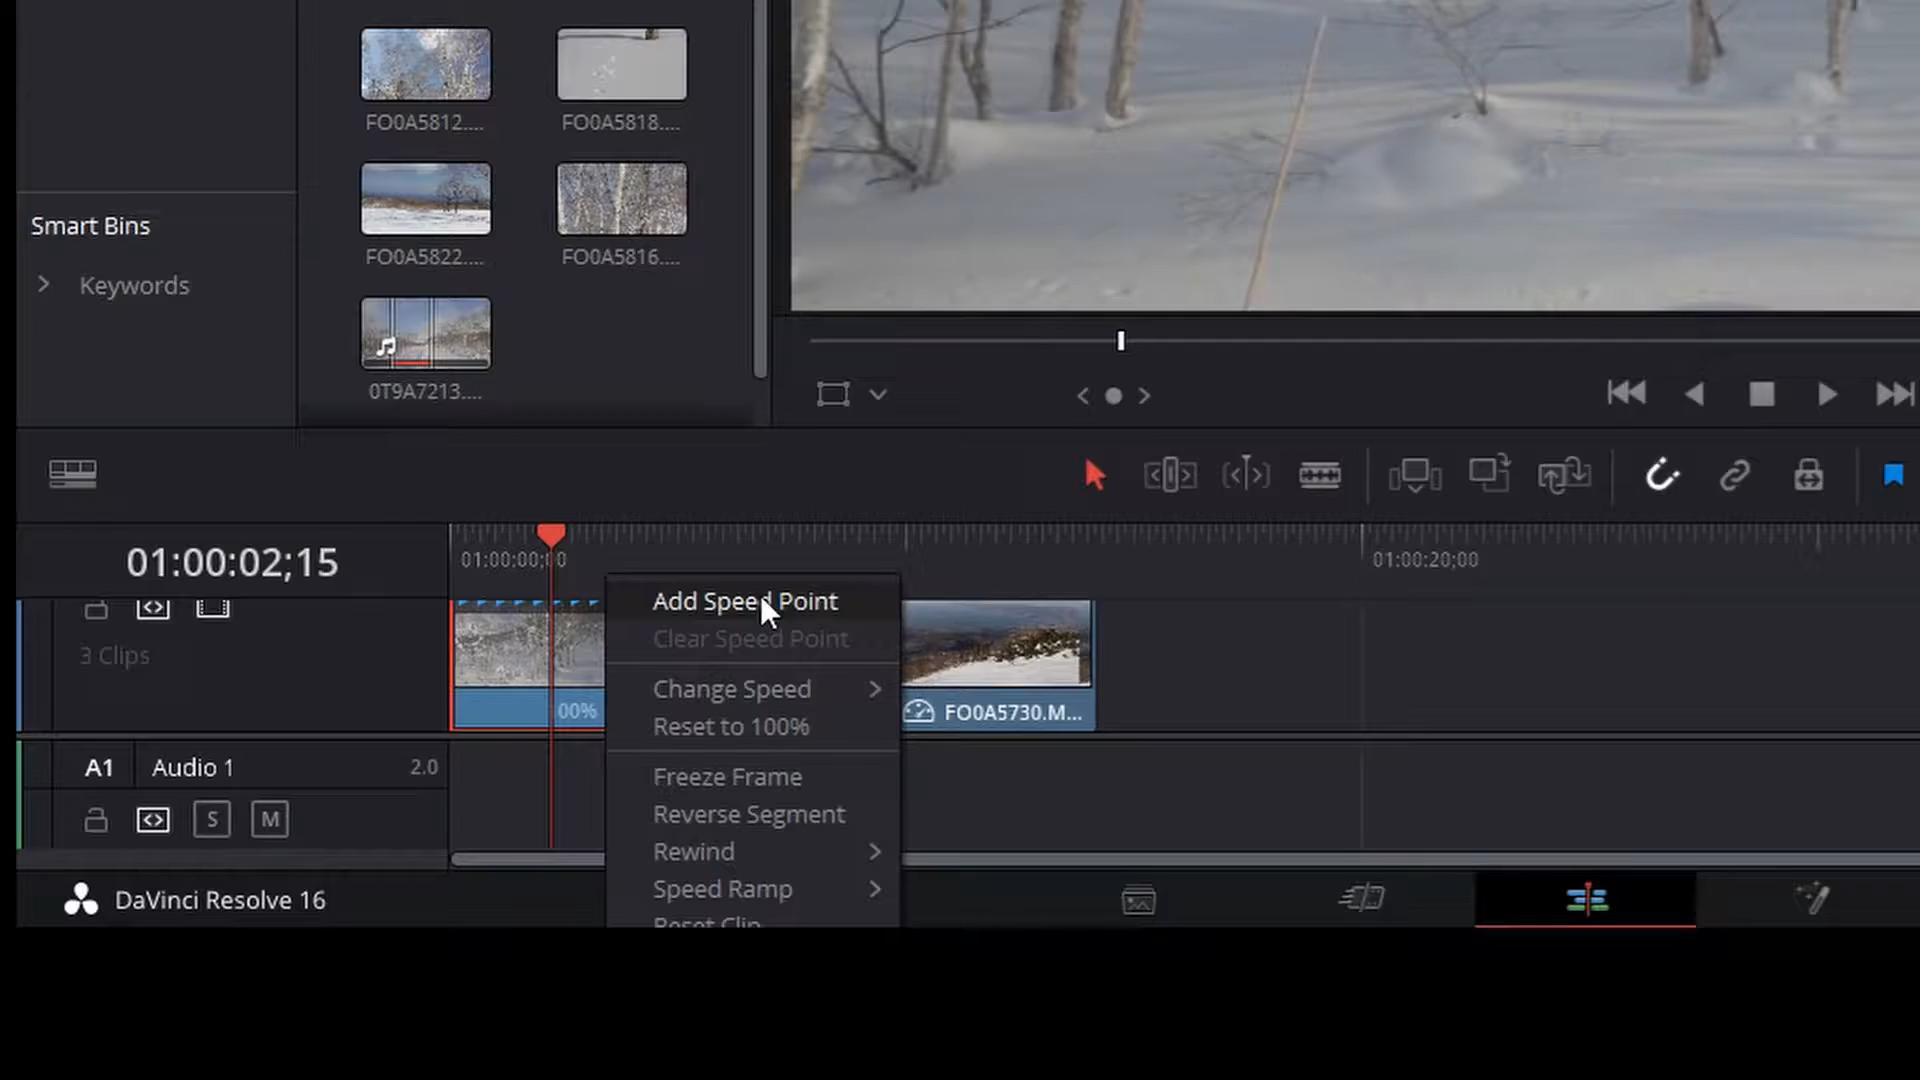 FO0A5812....
FO0A5818....
Smart Bins
FO0A5822....
FO0A5816....
Keywords
0T9A7213....
01:00:02;15
01:00:00;00
01:00:20;00
Add Speed Point
Clear Speed Point
3 Clips
Change Speed
00%
FO0A5730.M...
Reset to 100%
A1
Audio 1
2.0
Freeze Frame
S
M
Reverse Segment
Rewind
Speed Ramp
DaVinci Resolve 16
Reset Clip